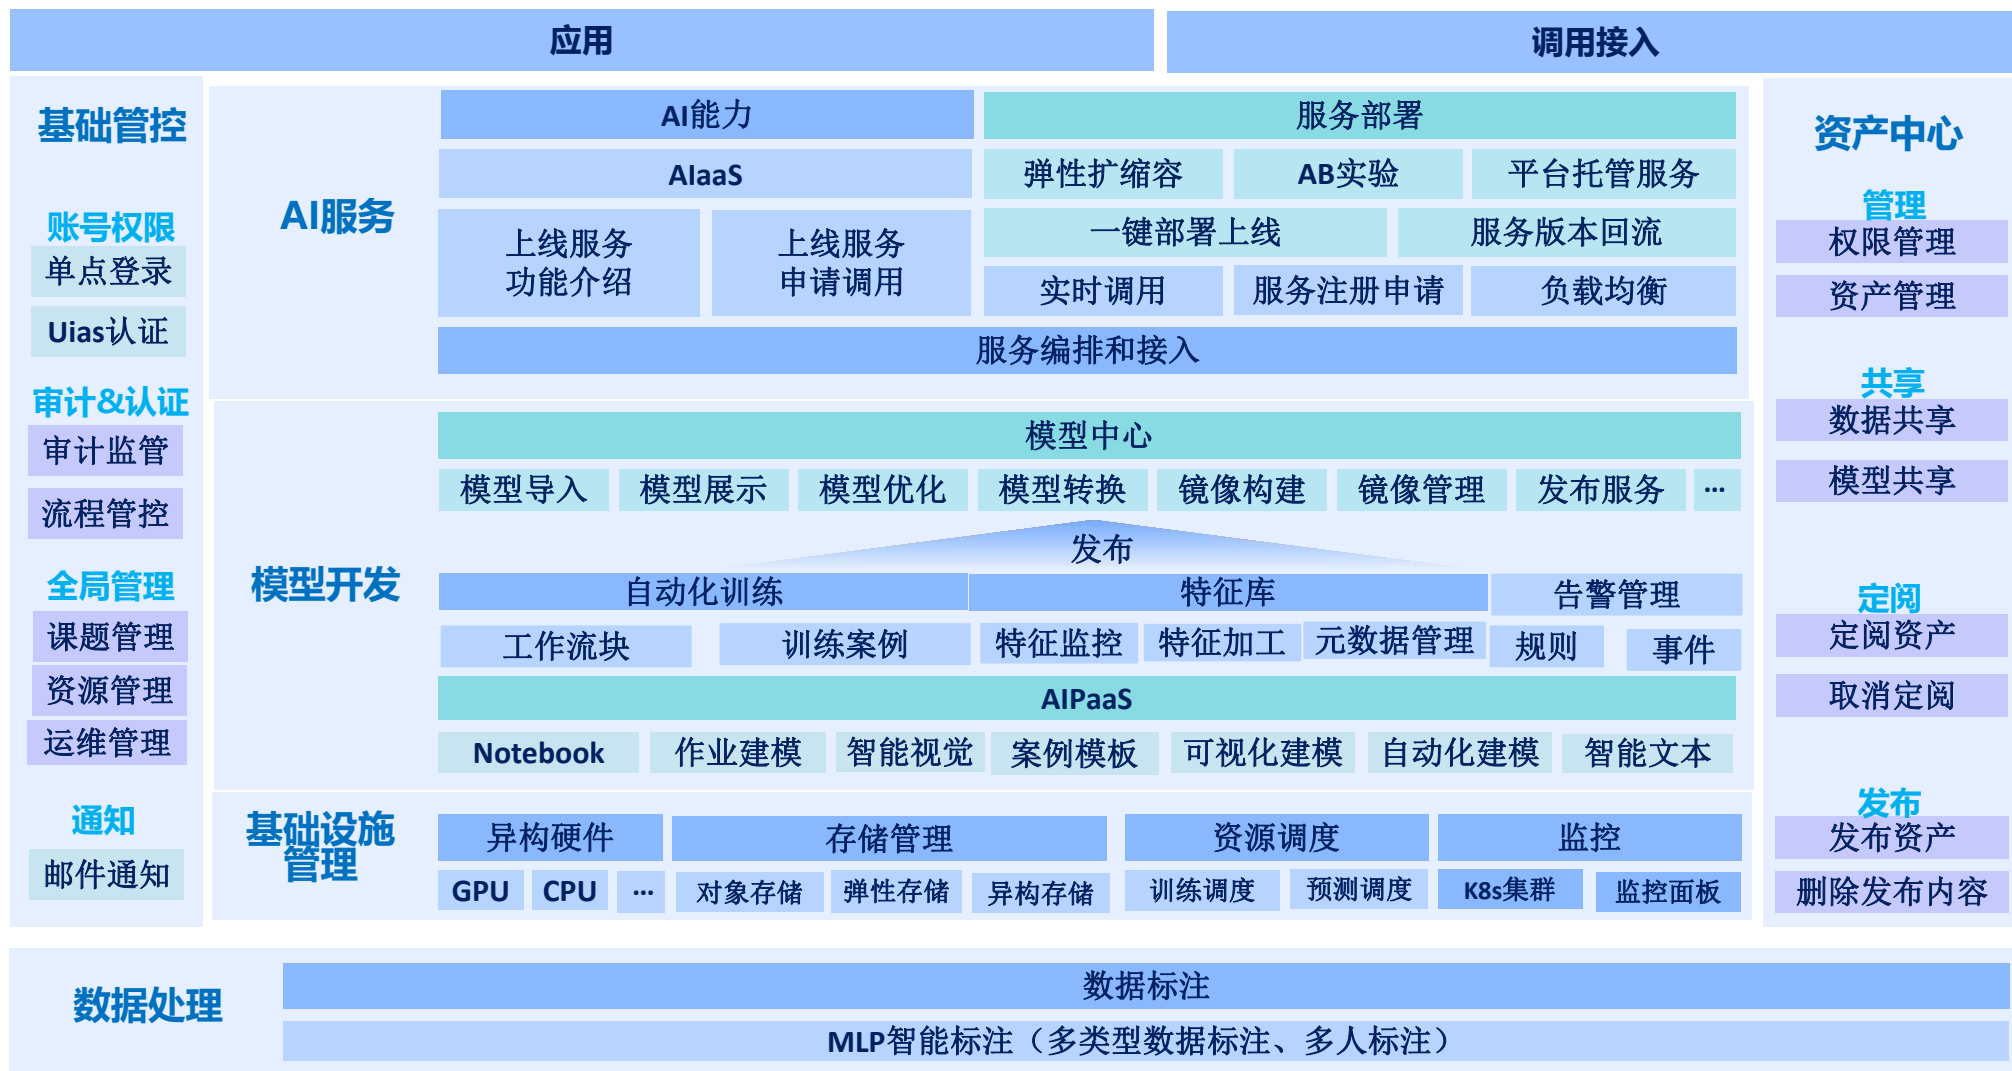 应用
调用接入
基础管控
账号权限
单点登录
Uias认证
审计&认证
审计监管
流程管控
全局管理
课题管理
资源管理
运维管理
通知
邮件通知
AI服务
AI能力
AIaaS
上线服务
功能介绍
上线服务
申请调用
服务部署
弹性扩缩容
AB实验
平台托管服务
一键部署上线
服务版本回流
实时调用
服务注册申请
负载均衡
服务编排和接入
模型开发
模型中心
模型导入
模型展示
模型优化
模型转换
镜像构建
镜像管理
发布服务
···
发布
自动化训练
特征库
告警管理
工作流块
训练案例
特征监控
特征加工
元数据管理
规则
事件
AIPaaS
Notebook
作业建模
智能视觉
案例模板
可视化建模
自动化建模
智能文本
基础设施
管理
异构硬件
存储管理
资源调度
监控
GPU
CPU
···
对象存储
弹性存储
异构存储
训练调度
预测调度
K8s集群
监控面板
资产中心
管理
权限管理
资产管理
共享
数据共享
模型共享
定阅
定阅资产
取消定阅
发布
发布资产
删除发布内容
数据处理
数据标注
MLP智能标注（多类型数据标注、多人标注）